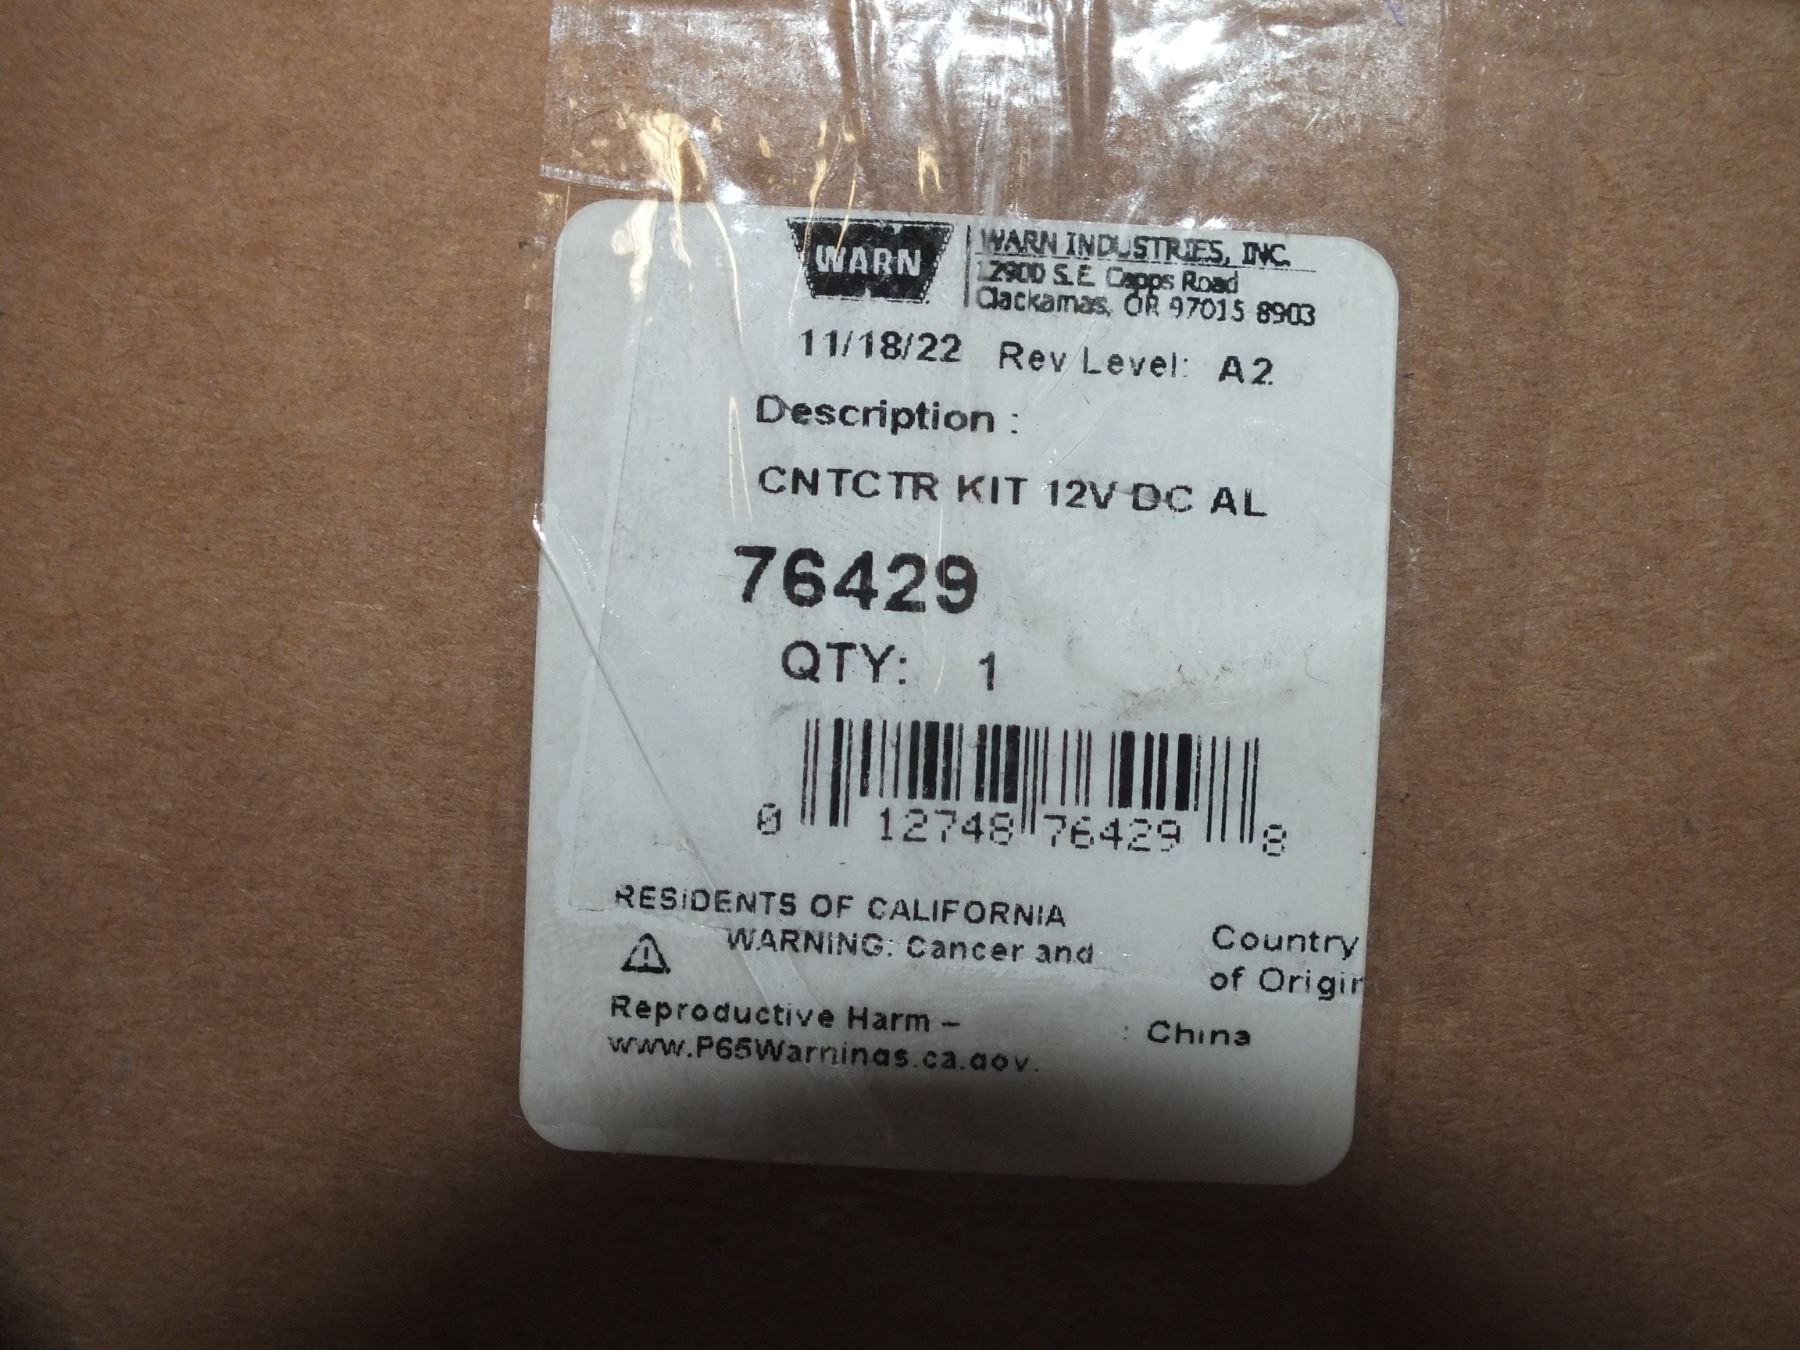 WARN
WARN INDUSTRIES, INC.
12900 S.E. Capps Road
Clackamas, OR 97015 8903
11/18/22 Rev Level: A2
Description :
CNTCTR KIT 12V DC AL
76429
QTY: 1
0 12748 76429 8
RESIDENTS OF CALIFORNIA
WARNING: Cancer and
Reproductive Harm –
www.P65Warnings.ca.gov.
Country
of Origin
: China